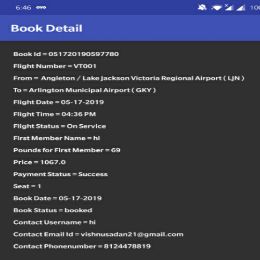 6:46
100
Book Detail
Book Id = 051720190597780
Flight Number = VT001
From = Angleton / Lake Jackson Victoria Regional Airport ( LJN )
To = Arlington Municipal Airport ( GKY )
Flight Date = 05-17-2019
Flight Time = 04:36 PM
Flight Status = On Service
First Member Name = hi
Pounds for First Member = 69
Price = 1067.0
Payment Status = Success
Seat = 1
Book Date = 05-17-2019
Book Status = booked
Contact Username = hi
Contact Email Id = vishnusadan21@gmail.com
Contact Phonenumber = 8124478819